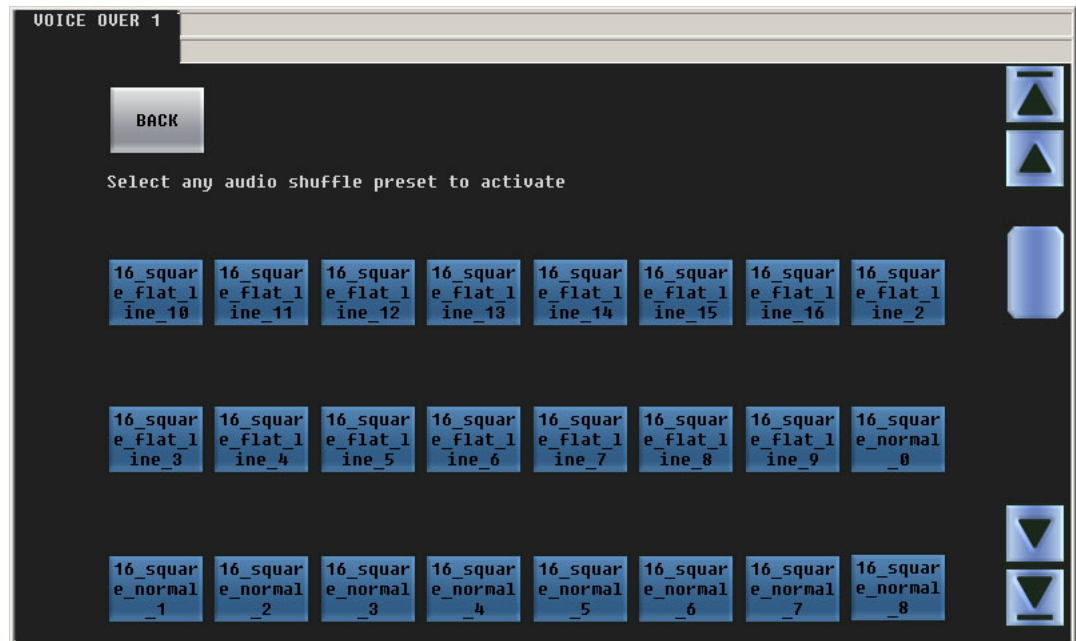 VOICE OVER 1
BACK
Select any audio shuffle preset to activate
16_squar 16_squar 16_squar 16_squar 16_squar 16_squar 16_squar 16_squar
e_flat_l e_flat_l e_flat_l e_flat_l e_flat_l e_flat_l e_flat_l e_flat_l
ine_10 ine_11 ine_12 ine_13 ine_14 ine_15 ine_16 ine_2
16_squar 16_squar 16_squar 16_squar 16_squar 16_squar 16_squar 16_squar
e_flat_l e_flat_l e_flat_l e_flat_l e_flat_l e_flat_l e_flat_l e_normal
ine_3 ine_4 ine_5 ine_6 ine_7 ine_8 ine_9 _0
16_squar 16_squar 16_squar 16_squar 16_squar 16_squar 16_squar 16_squar
e_normal e_normal e_normal e_normal e_normal e_normal e_normal e_normal
_1 _2 _3 _4 _5 _6 _7 _8